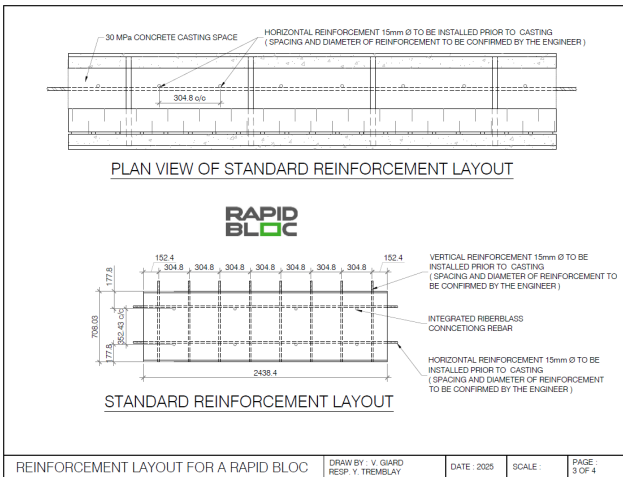 30 MPa CONCRETE CASTING SPACE
HORIZONTAL REINFORCEMENT 15mm Ø TO BE INSTALLED PRIOR TO CASTING
( SPACING AND DIAMETER OF REINFORCEMENT TO BE CONFIRMED BY THE ENGINEER )
304.8 o/c
PLAN VIEW OF STANDARD REINFORCEMENT LAYOUT
RAPID
BLOC
152.4
304.8 304.8 304.8 304.8 304.8 304.8 304.8
152.4
177.8
708.03
352.43 o/c
177.8
2438.4
VERTICAL REINFORCEMENT 15mm Ø TO BE
INSTALLED PRIOR TO CASTING
( SPACING AND DIAMETER OF REINFORCEMENT TO
BE CONFIRMED BY THE ENGINEER )
INTEGRATED RIBERBLASS
CONNCETIONG REBAR
HORIZONTAL REINFORCEMENT 15mm Ø TO BE
INSTALLED PRIOR TO CASTING
( SPACING AND DIAMETER OF REINFORCEMENT
TO BE CONFIRMED BY THE ENGINEER )
STANDARD REINFORCEMENT LAYOUT
REINFORCEMENT LAYOUT FOR A RAPID BLOC
DRAW BY : V. GIARD
RESP. Y. TREMBLAY
DATE : 2025
SCALE :
PAGE :
3 OF 4